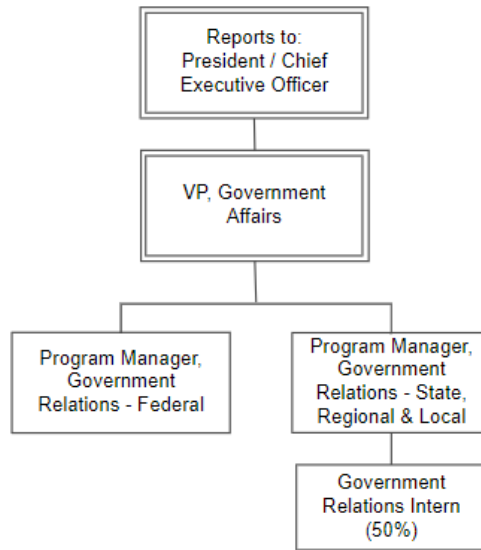 Reports to:
President / Chief
Executive Officer
VP, Government
Affairs
Program Manager,
Government
Relations - Federal
Program Manager,
Government
Relations - State,
Regional & Local
Government
Relations Intern
(50%)